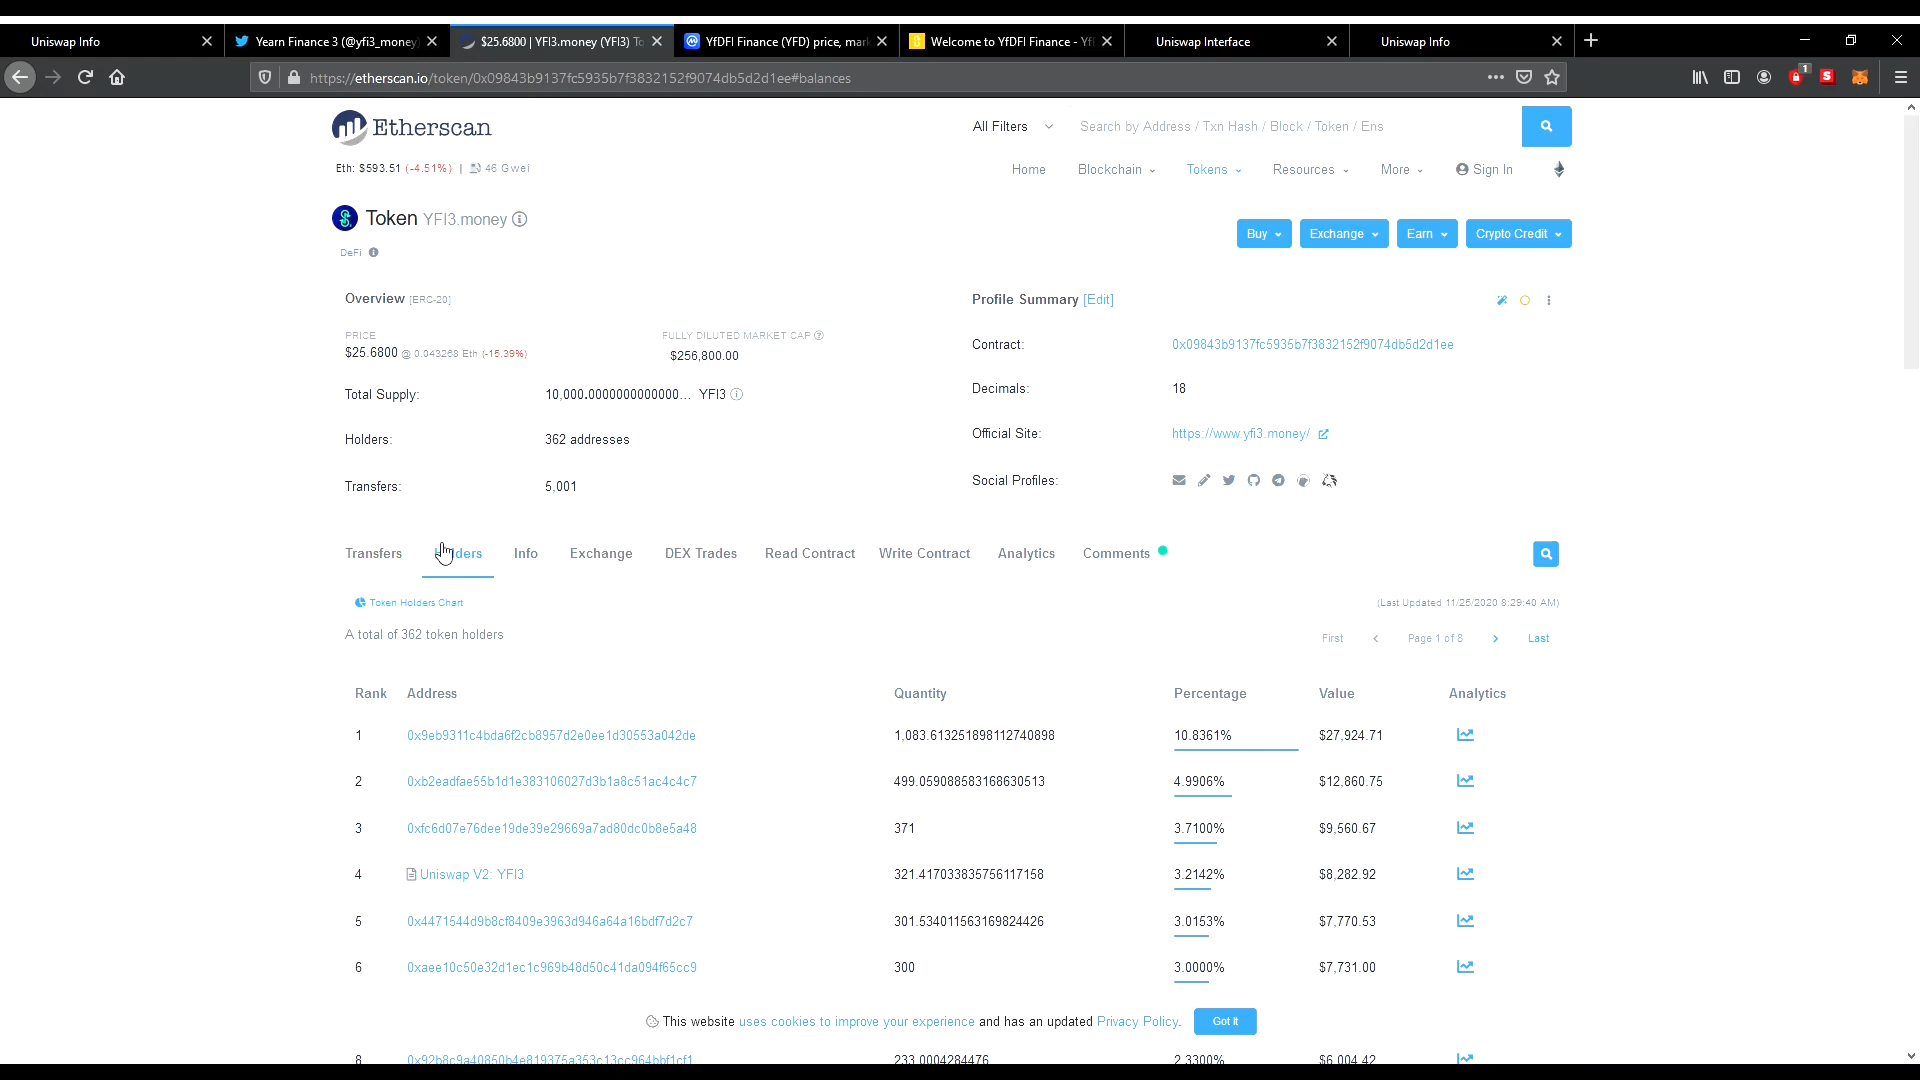 Uniswap Info
Yearn Finance 3 (@yfi3_money)
$25.6800 | YFI3.money (YFI3) To
YfDFI Finance (YFD) price, mar
Welcome to YfDFI Finance - Yf
Uniswap Interface
Uniswap Info
https://etherscan.io/token/0x09843b9137fc5935b7f3832152f9074db5d2d1ee#balances
1
S
Etherscan
All Filters
Search by Address / Txn Hash / Block / Token / Ens
Eth: $593.51 (-4.51%) | 46 Gwei
Home
Blockchain
Tokens
Resources
More
Sign In
Token YFI3.money
DeFi
Buy
Exchange
Earn
Crypto Credit
Overview [ERC-20]
Profile Summary [Edit]
PRICE
$25.6800 @ 0.043268 Eth (-15.39%)
FULLY DILUTED MARKET CAP
$256,800.00
Contract:
0x09843b9137fc5935b7f3832152f9074db5d2d1ee
Total Supply:
10,000.0000000000000... YFI3
Decimals:
18
Holders:
362 addresses
Official Site:
https://www.yfi3.money/
Transfers:
5,001
Social Profiles:
Transfers
ders
Info
Exchange
DEX Trades
Read Contract
Write Contract
Analytics
Comments
Token Holders Chart
(Last Updated 11/25/2020 8:29:40 AM)
A total of 362 token holders
First
Page 1 of 8
Last
Rank Address Quantity Percentage Value Analytics
1 0x9eb9311c4bda6f2cb8957d2e0ee1d30553a042de 1,083.613251898112740898 10.8361% $27,924.71
2 0xb2eadfae55b1d1e383106027d3b1a8c51ac4c4c7 499.059088583168630513 4.9906% $12,860.75
3 0xfc6d07e76dee19de39e29669a7ad80dc0b8e5a48 371 3.7100% $9,560.67
4 Uniswap V2: YFI3 321.417033835756117158 3.2142% $8,282.92
5 0x4471544d9b8cf8409e3963d946a64a16bdf7d2c7 301.534011563169824426 3.0153% $7,770.53
6 0xaee10c50e32d1ec1c969b48d50c41da094f65cc9 300 3.0000% $7,731.00
This website uses cookies to improve your experience and has an updated Privacy Policy.
Got It
8 0x92b8c9a40850b4e819375a353c13cc964bbf1cf1 233.0004284476 2.3300% $6,004.42